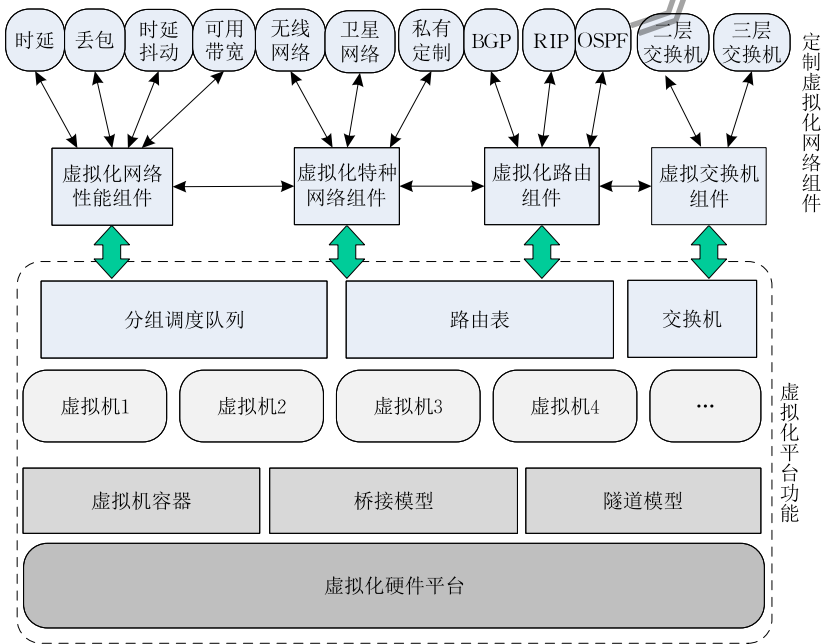 时延
丢包
时延
抖动
可用
带宽
无线
网络
卫星
网络
私有
定制
BGP
RIP
OSPF
二层
交换机
三层
交换机
定制虚拟化网络组件
虚拟化网络
性能组件
虚拟化特种
网络组件
虚拟化路由
组件
虚拟交换机
组件
分组调度队列
路由表
交换机
虚拟机1
虚拟机2
虚拟机3
虚拟机4
…
虚拟化平台功能
虚拟机容器
桥接模型
隧道模型
虚拟化硬件平台